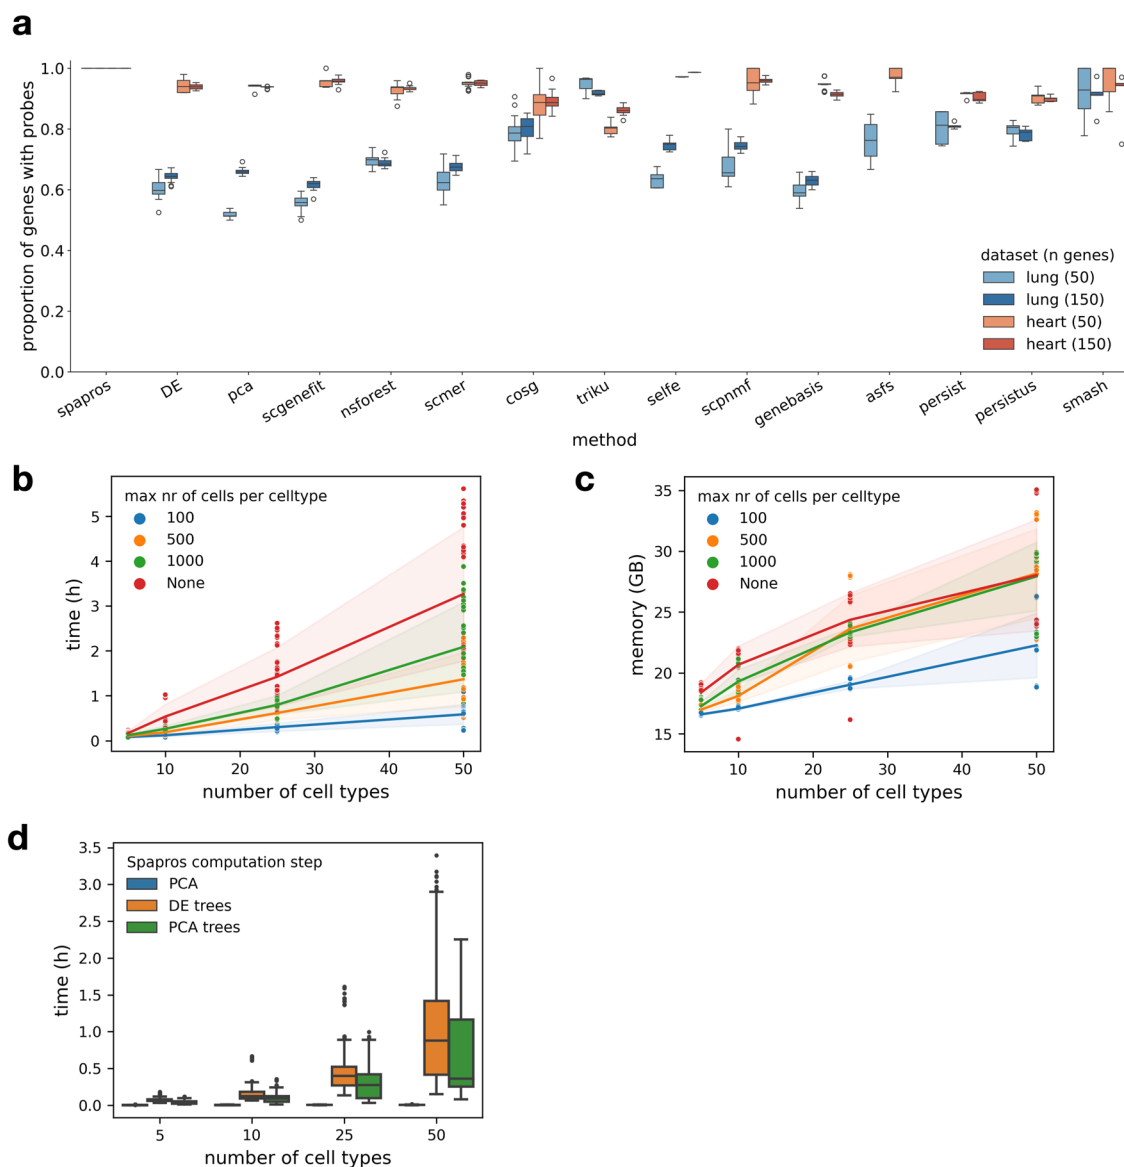 a
proportion of genes with probes
1.0
0.8
0.6
0.4
0.2
0.0
dataset (n genes)
lung (50)
lung (150)
heart (50)
heart (150)
spapros
DE
pca
scgenefit
nsforest
scmer
cosg
triku
selfe
scpnmf
genebasis
asfs
persist
persistus
smash
method
b
max nr of cells per celltype
100
500
1000
None
time (h)
5
4
3
2
1
0
10
20
30
40
50
number of cell types
c
max nr of cells per celltype
100
500
1000
None
memory (GB)
35
30
25
20
15
10
20
30
40
50
number of cell types
d
Spapros computation step
PCA
DE trees
PCA trees
time (h)
3.5
3.0
2.5
2.0
1.5
1.0
0.5
0.0
5
10
25
50
number of cell types